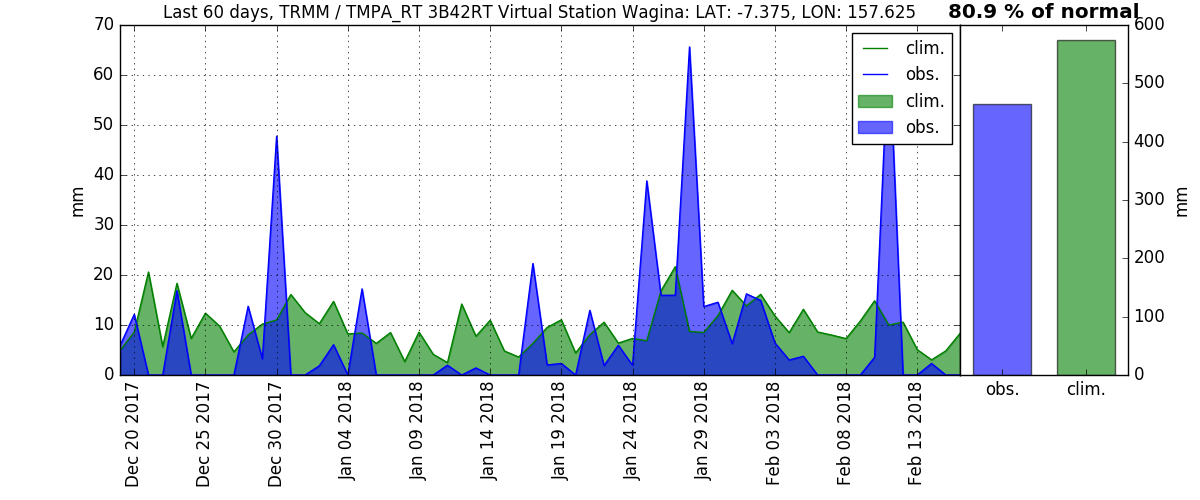 Last 60 days, TRMM / TMPA_RT 3B42RT Virtual Station Wagina: LAT: -7.375, LON: 157.625
80.9 % of normal
70
60
50
40
30
20
10
0
mm
clim.
obs.
clim.
obs.
600
500
400
300
200
100
0
mm
Dec 20 2017
Dec 25 2017
Dec 30 2017
Jan 04 2018
Jan 09 2018
Jan 14 2018
Jan 19 2018
Jan 24 2018
Jan 29 2018
Feb 03 2018
Feb 08 2018
Feb 13 2018
obs.
clim.